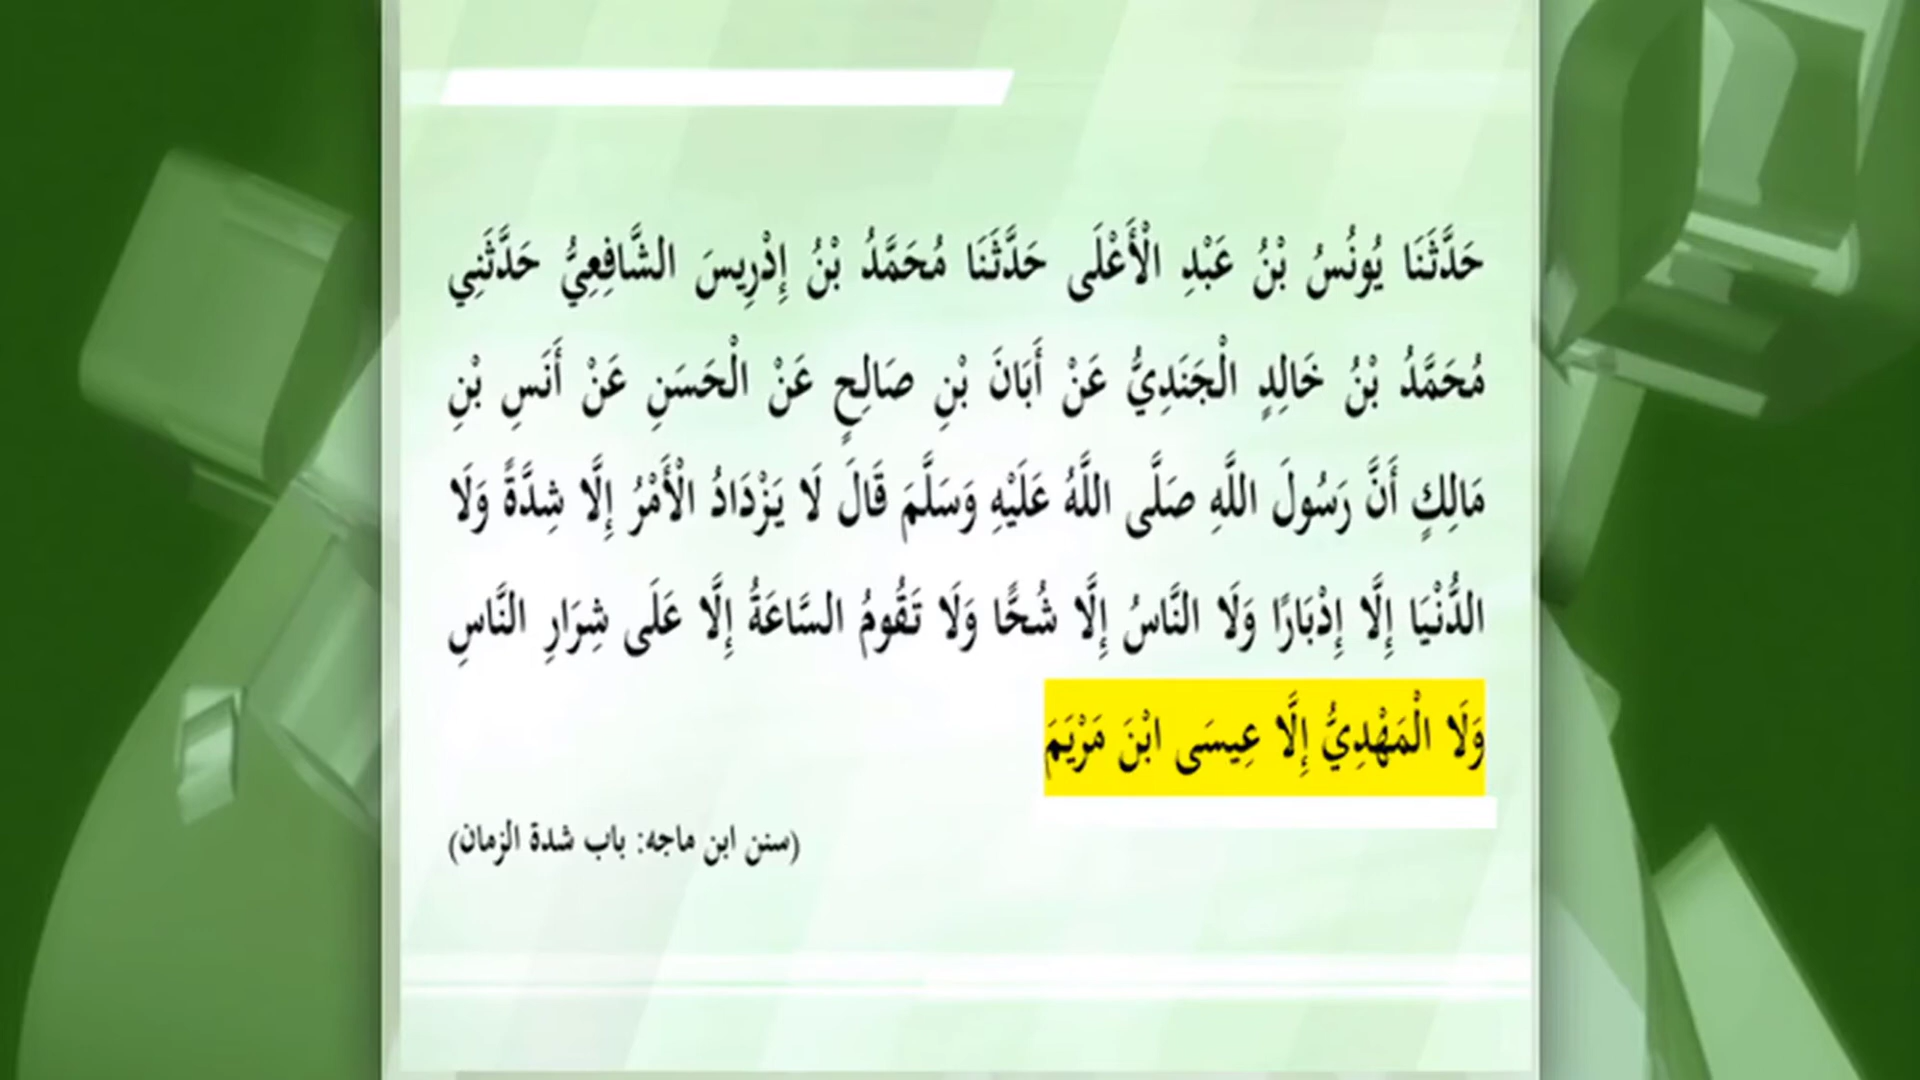 حَدَّثَنَا يُونُسُ بْنُ عَبْدِ الْأَعْلَى حَدَّثَنَا مُحَمَّدُ بْنُ إِدْرِيسَ الشَّافِعِيُّ حَدَّثَنِي
مُحَمَّدُ بْنُ خَالِدٍ الْجَنَدِيُّ عَنْ أَبَانَ بْنِ صَالِحٍ عَنْ الْحَسَنِ عَنْ أَنَسِ بْنِ
مَالِكٍ أَنَّ رَسُولَ اللَّهِ صَلَّى اللَّهُ عَلَيْهِ وَسَلَّمَ قَالَ لَا يَزْدَادُ الْأَمْرُ إِلَّا شِدَّةً وَلَا
الدُّنْيَا إِلَّا إِدْبَارًا وَلَا النَّاسُ إِلَّا شُحًّا وَلَا تَقُومُ السَّاعَةُ إِلَّا عَلَى شِرَارِ النَّاسِ
وَلَا الْمَهْدِيُّ إِلَّا عِيسَى ابْنَ مَرْيَمَ
(سنن ابن ماجه: باب شدة الزمان)